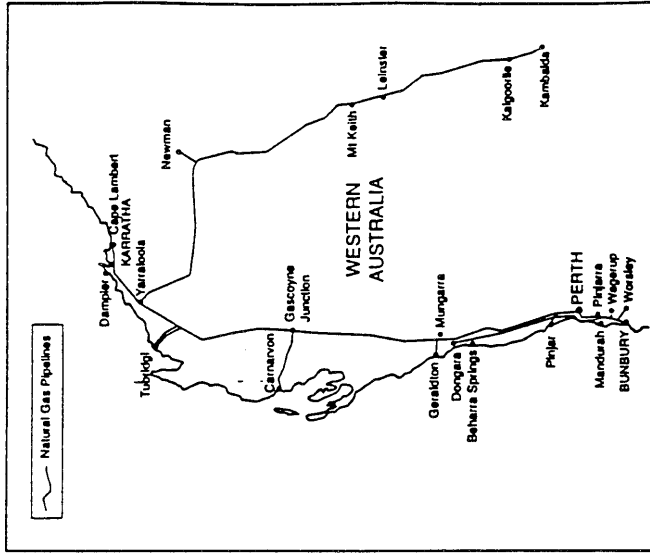 Natural Gas Pipelines
Dampier
Cape Lambert
KARRATHA
Yarraloola
Tubridgi
Newman
Carnarvon
Gascoyne
Junction
Mt Keith
Leinster
WESTERN
AUSTRALIA
Kalgoorlie
Kambalda
Mungarra
Geraldton
Dongara
Beharra Springs
Pinjar
PERTH
Pinjarra
Mandurah
Wagerup
BUNBURY
Worsley